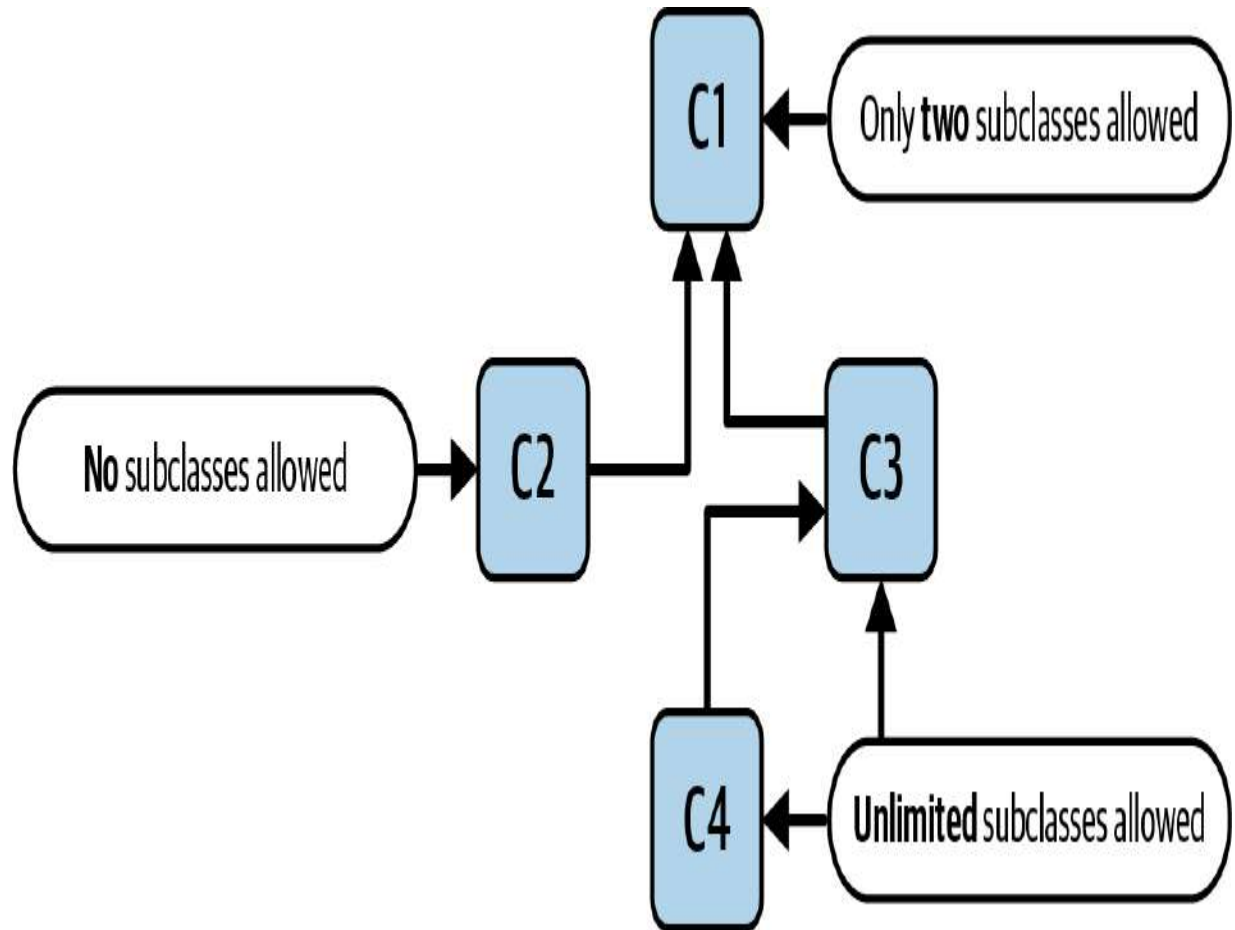 C1
Only two subclasses allowed
No subclasses allowed
C2
C3
C4
Unlimited subclasses allowed